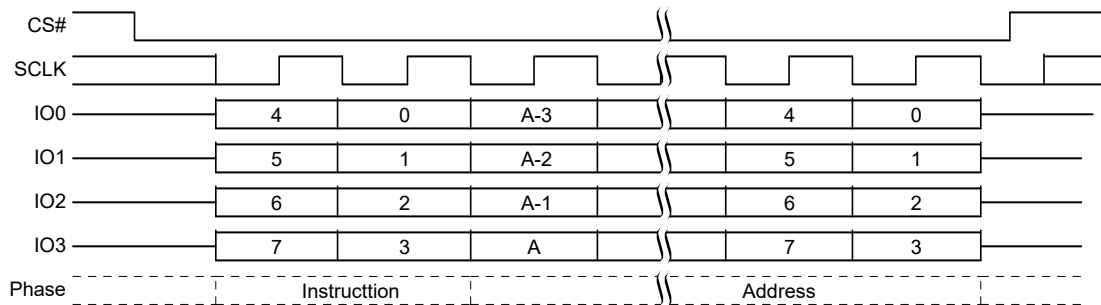 CS#
SCLK
IO0 4 0 A-3 4 0
IO1 5 1 A-2 5 1
IO2 6 2 A-1 6 2
IO3 7 3 A 7 3
Phase Instructtion Address